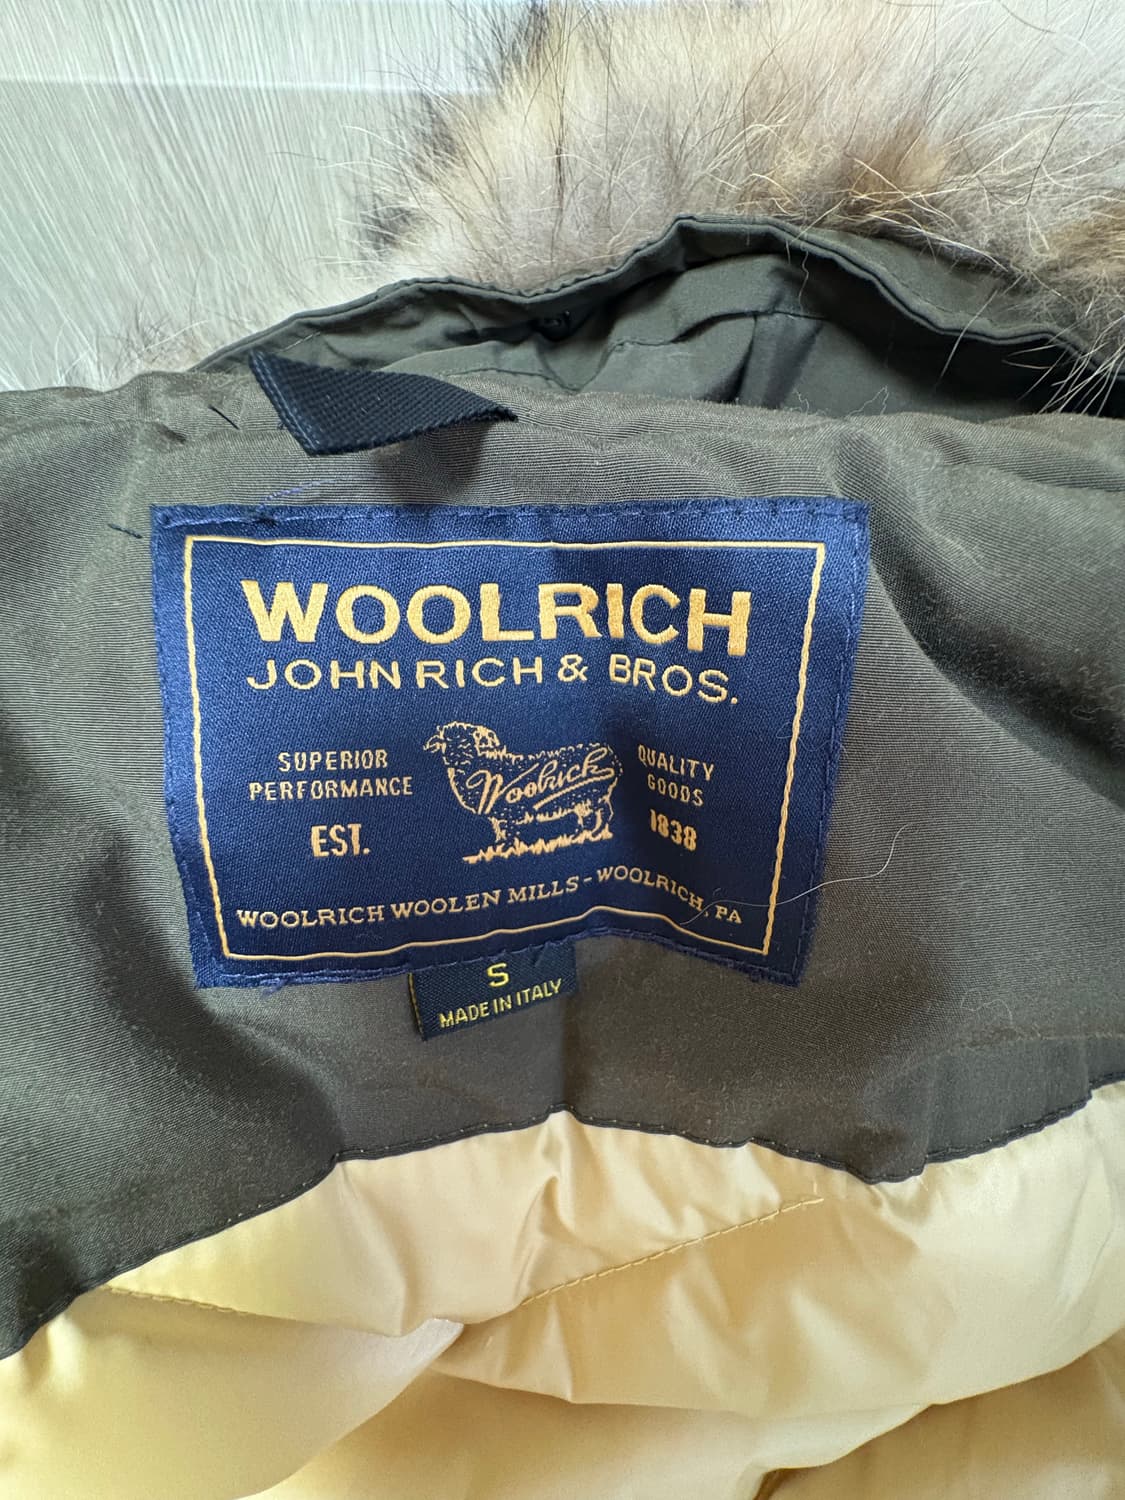 WOOLRICH
JOHN RICH & BROS.
SUPERIOR
PERFORMANCE
EST.
Woolrich
QUALITY
GOODS
1838
WOOLRICH WOOLEN MILLS - WOOLRICH, PA
S
MADE IN ITALY